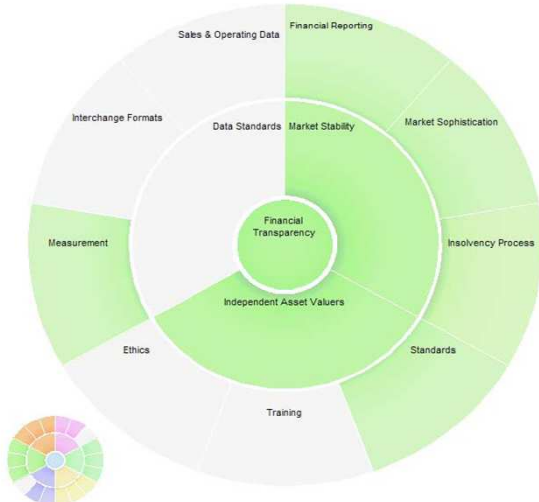 Sales & Operating Data
Financial Reporting
Interchange Formats
Data Standards
Market Stability
Market Sophistication
Financial
Transparency
Measurement
Insolvency Process
Independent Asset Valuers
Ethics
Standards
Training